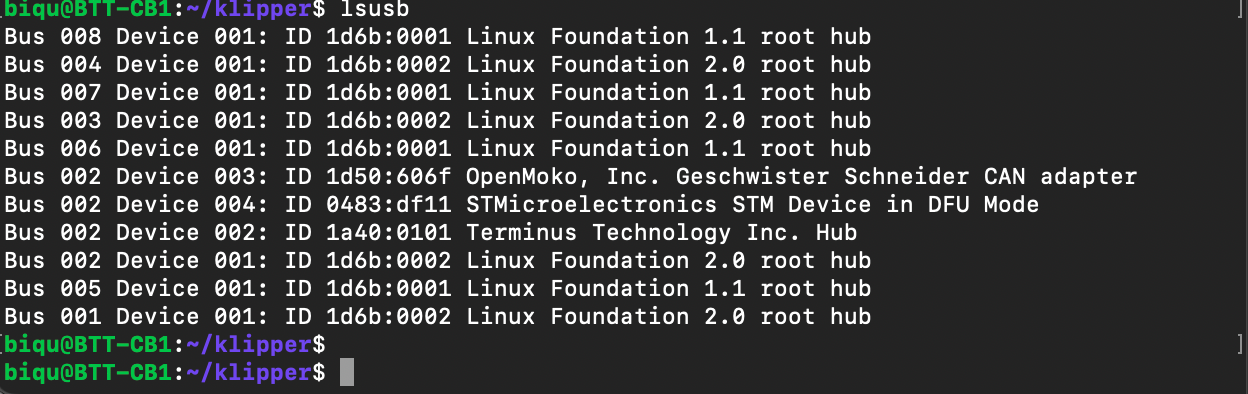 biqu@BTT-CB1:~/klipper$ lsusb
Bus 008 Device 001: ID 1d6b:0001 Linux Foundation 1.1 root hub
Bus 004 Device 001: ID 1d6b:0002 Linux Foundation 2.0 root hub
Bus 007 Device 001: ID 1d6b:0001 Linux Foundation 1.1 root hub
Bus 003 Device 001: ID 1d6b:0002 Linux Foundation 2.0 root hub
Bus 006 Device 001: ID 1d6b:0001 Linux Foundation 1.1 root hub
Bus 002 Device 003: ID 1d50:606f OpenMoko, Inc. Geschwister Schneider CAN adapter
Bus 002 Device 004: ID 0483:df11 STMicroelectronics STM Device in DFU Mode
Bus 002 Device 002: ID 1a40:0101 Terminus Technology Inc. Hub
Bus 002 Device 001: ID 1d6b:0002 Linux Foundation 2.0 root hub
Bus 005 Device 001: ID 1d6b:0001 Linux Foundation 1.1 root hub
Bus 001 Device 001: ID 1d6b:0002 Linux Foundation 2.0 root hub
[biqu@BTT-CB1:~/klipper$ ]
biqu@BTT-CB1:~/klipper$